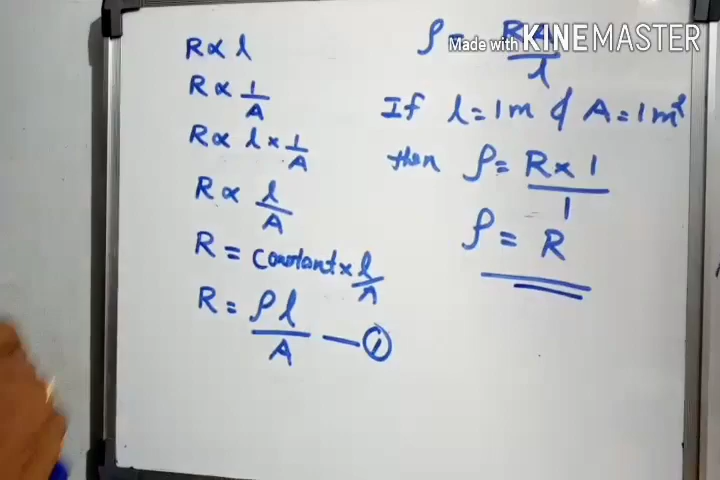 R ∝ l
R ∝ 1/A
R ∝ l × 1/A
R ∝ l/A
R = constant × l/A
R = ρl/A — ①
ρ = R /l
Made with KINEMASTER
If l = 1m & A = 1m²
then ρ = R × 1/1
ρ = R